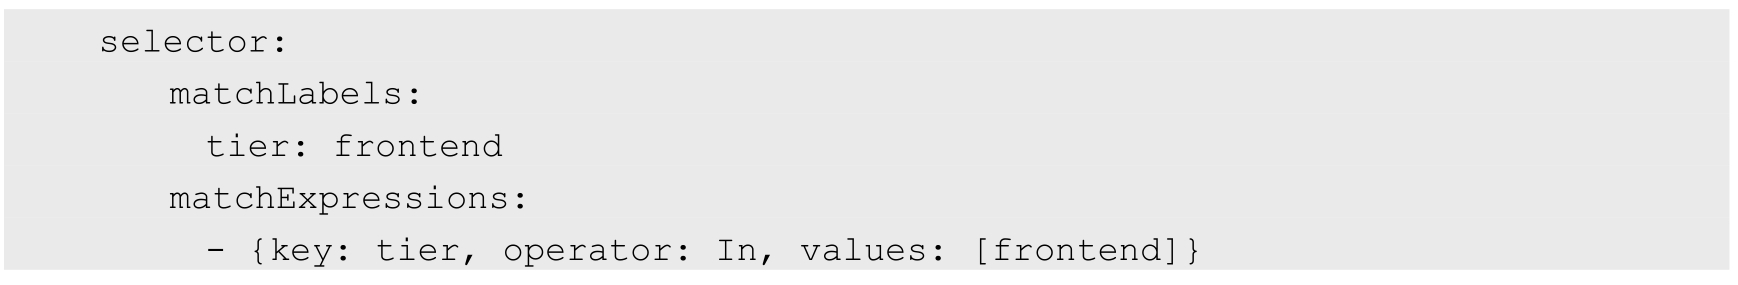 selector:
matchLabels:
tier: frontend
matchExpressions:
- {key: tier, operator: In, values: [frontend]}